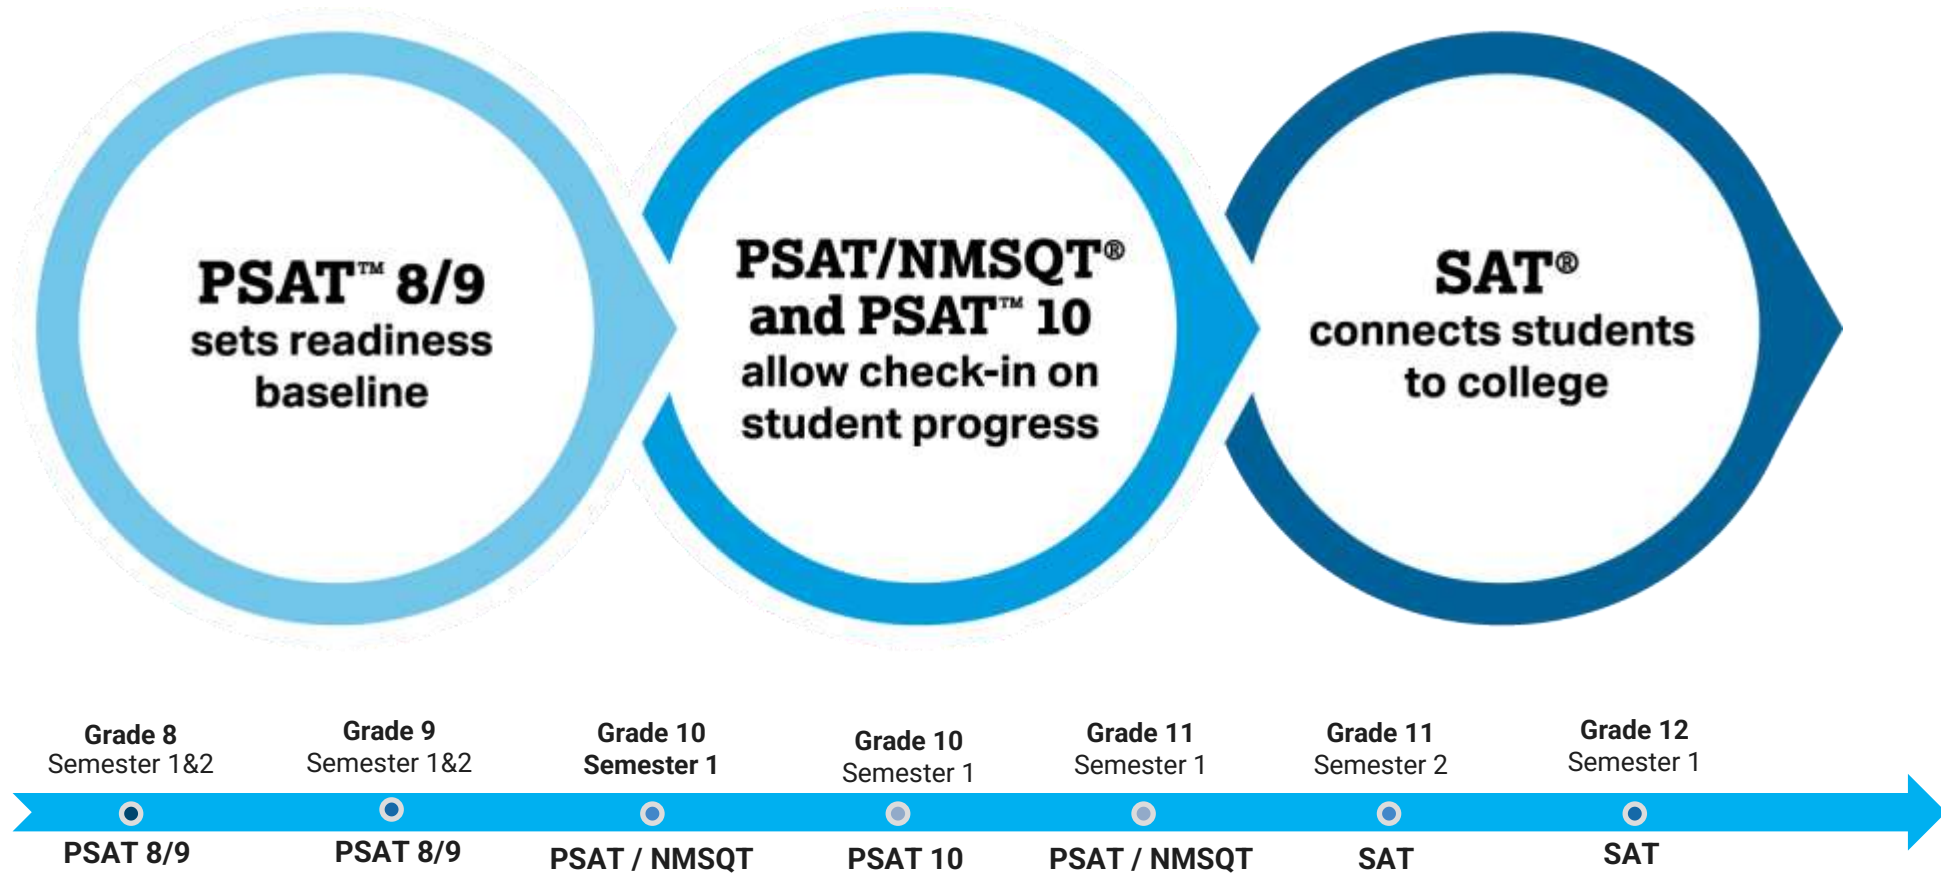 PSAT™ 8/9
sets readiness
baseline
PSAT/NMSQT®
and PSAT™ 10
allow check-in on
student progress
SAT®
connects students
to college
Grade 8
Semester 1&2
PSAT 8/9
Grade 9
Semester 1&2
PSAT 8/9
Grade 10
Semester 1
PSAT / NMSQT
Grade 10
Semester 1
PSAT 10
Grade 11
Semester 1
PSAT / NMSQT
Grade 11
Semester 2
SAT
Grade 12
Semester 1
SAT